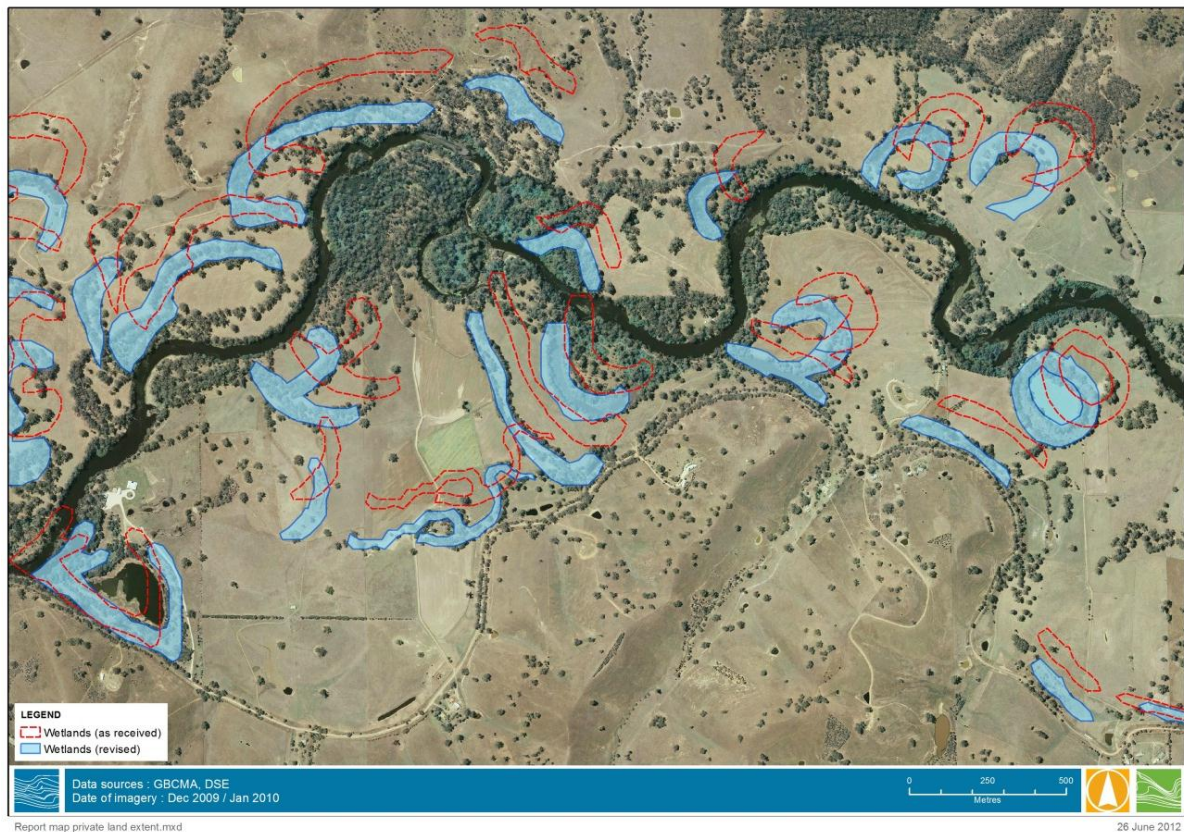 LEGEND
Wetlands (as received)
Wetlands (revised)
Data sources : GBCMA, DSE
Date of imagery : Dec 2009 / Jan 2010
0 250 500
Metres
Report map private land extent.mxd
26 June 2012